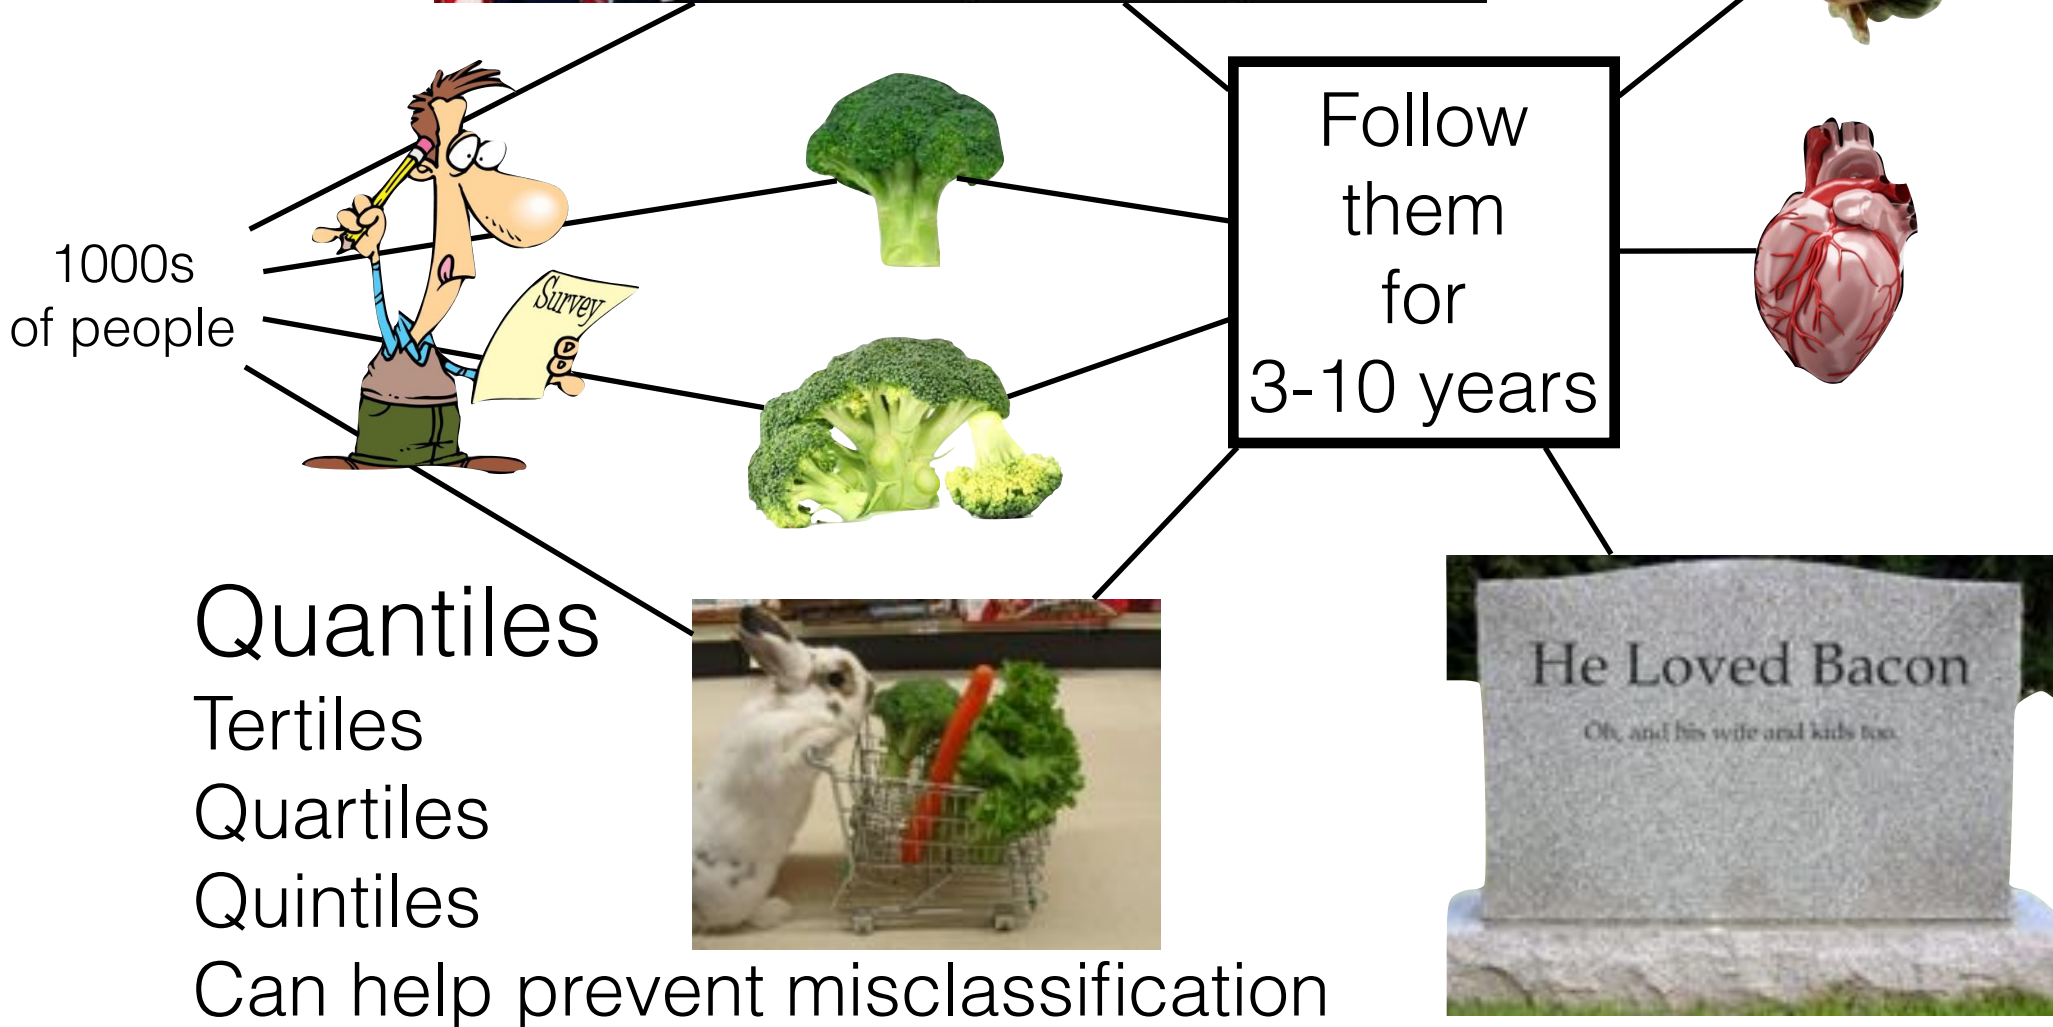 1000s
of people
Survey
Follow
them
for
3-10 years
Quantiles
Tertiles
Quartiles
Quintiles
Can help prevent misclassification
He Loved Bacon
Oh, and his wife and kids too.